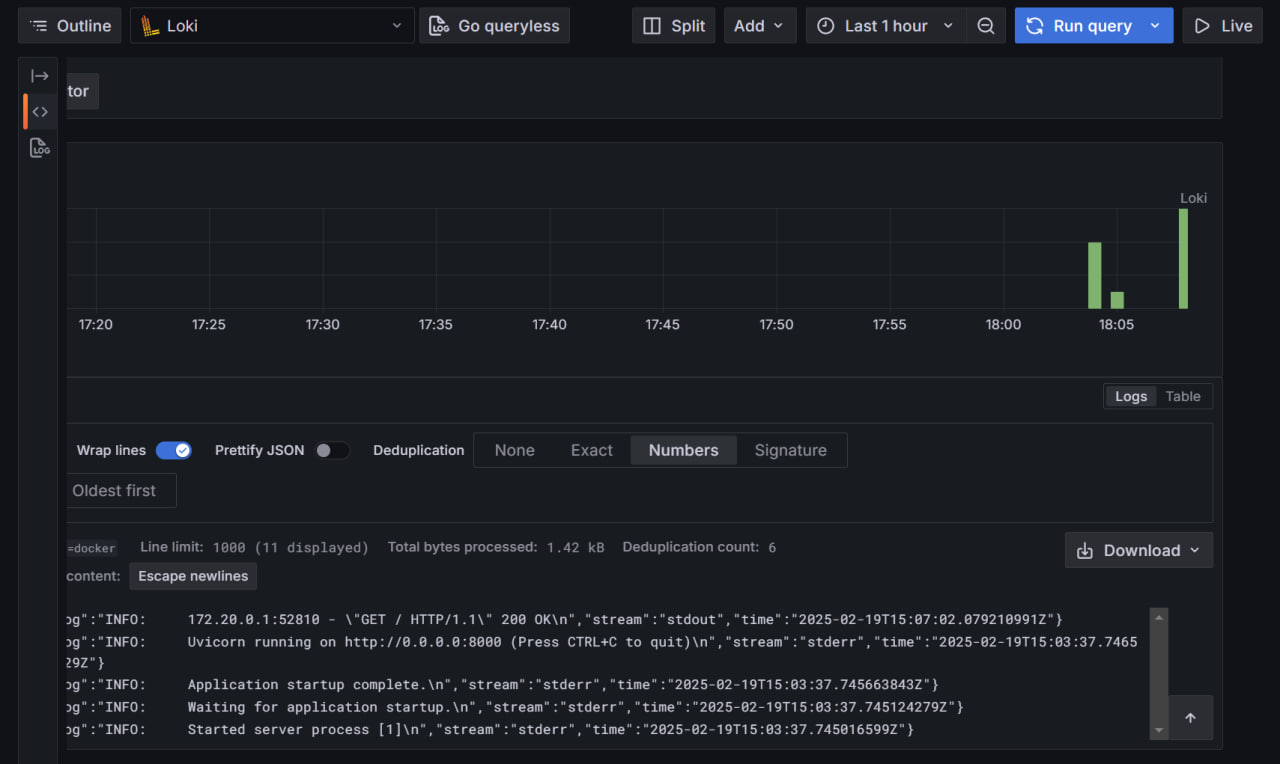 Outline
Loki
Go queryless
Split
Add
Last 1 hour
Run query
Live
tor
LOG
Loki
17:20 17:25 17:30 17:35 17:40 17:45 17:50 17:55 18:00 18:05
Logs Table
Wrap lines Prettify JSON Deduplication None Exact Numbers Signature
Oldest first
=docker Line limit: 1000 (11 displayed) Total bytes processed: 1.42 kB Deduplication count: 6
Download
content: Escape newlines
og":"INFO:     172.20.0.1:52810 - \"GET / HTTP/1.1\" 200 OK\n","stream":"stdout","time":"2025-02-19T15:07:02.079210991Z"}
og":"INFO:     Uvicorn running on http://0.0.0.0:8000 (Press CTRL+C to quit)\n","stream":"stderr","time":"2025-02-19T15:03:37.7465
29Z"}
og":"INFO:     Application startup complete.\n","stream":"stderr","time":"2025-02-19T15:03:37.745663843Z"}
og":"INFO:     Waiting for application startup.\n","stream":"stderr","time":"2025-02-19T15:03:37.745124279Z"}
og":"INFO:     Started server process [1]\n","stream":"stderr","time":"2025-02-19T15:03:37.745016599Z"}